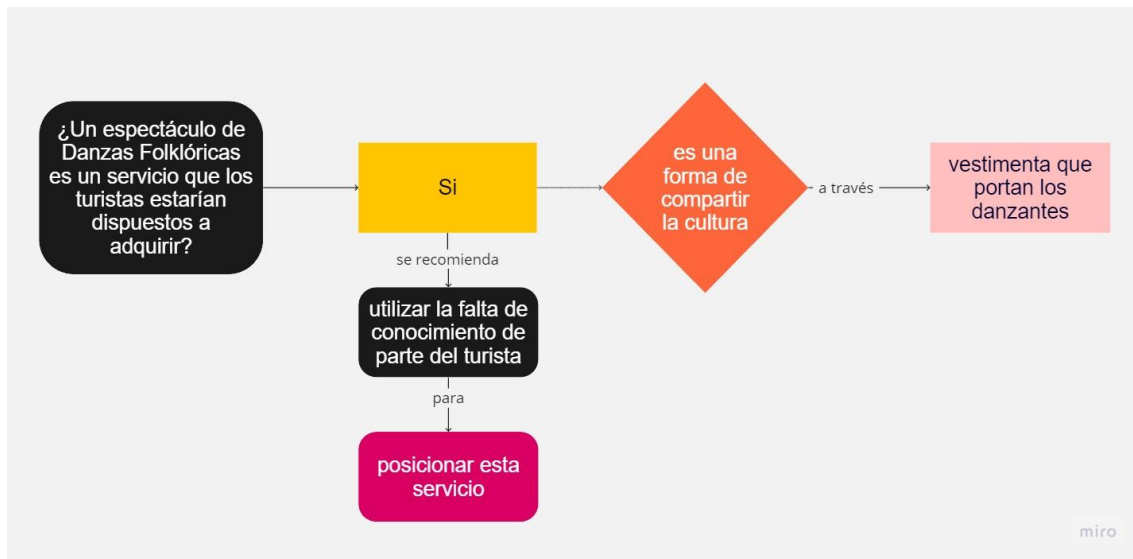 ¿Un espectáculo de
Danzas Folklóricas
es un servicio que los
turistas estarían
dispuestos a
adquirir?
Si
es una
forma de
compartir
la cultura
a través
vestimenta que
portan los
danzantes
se recomienda
utilizar la falta de
conocimiento de
parte del turista
para
posicionar esta
servicio
miro